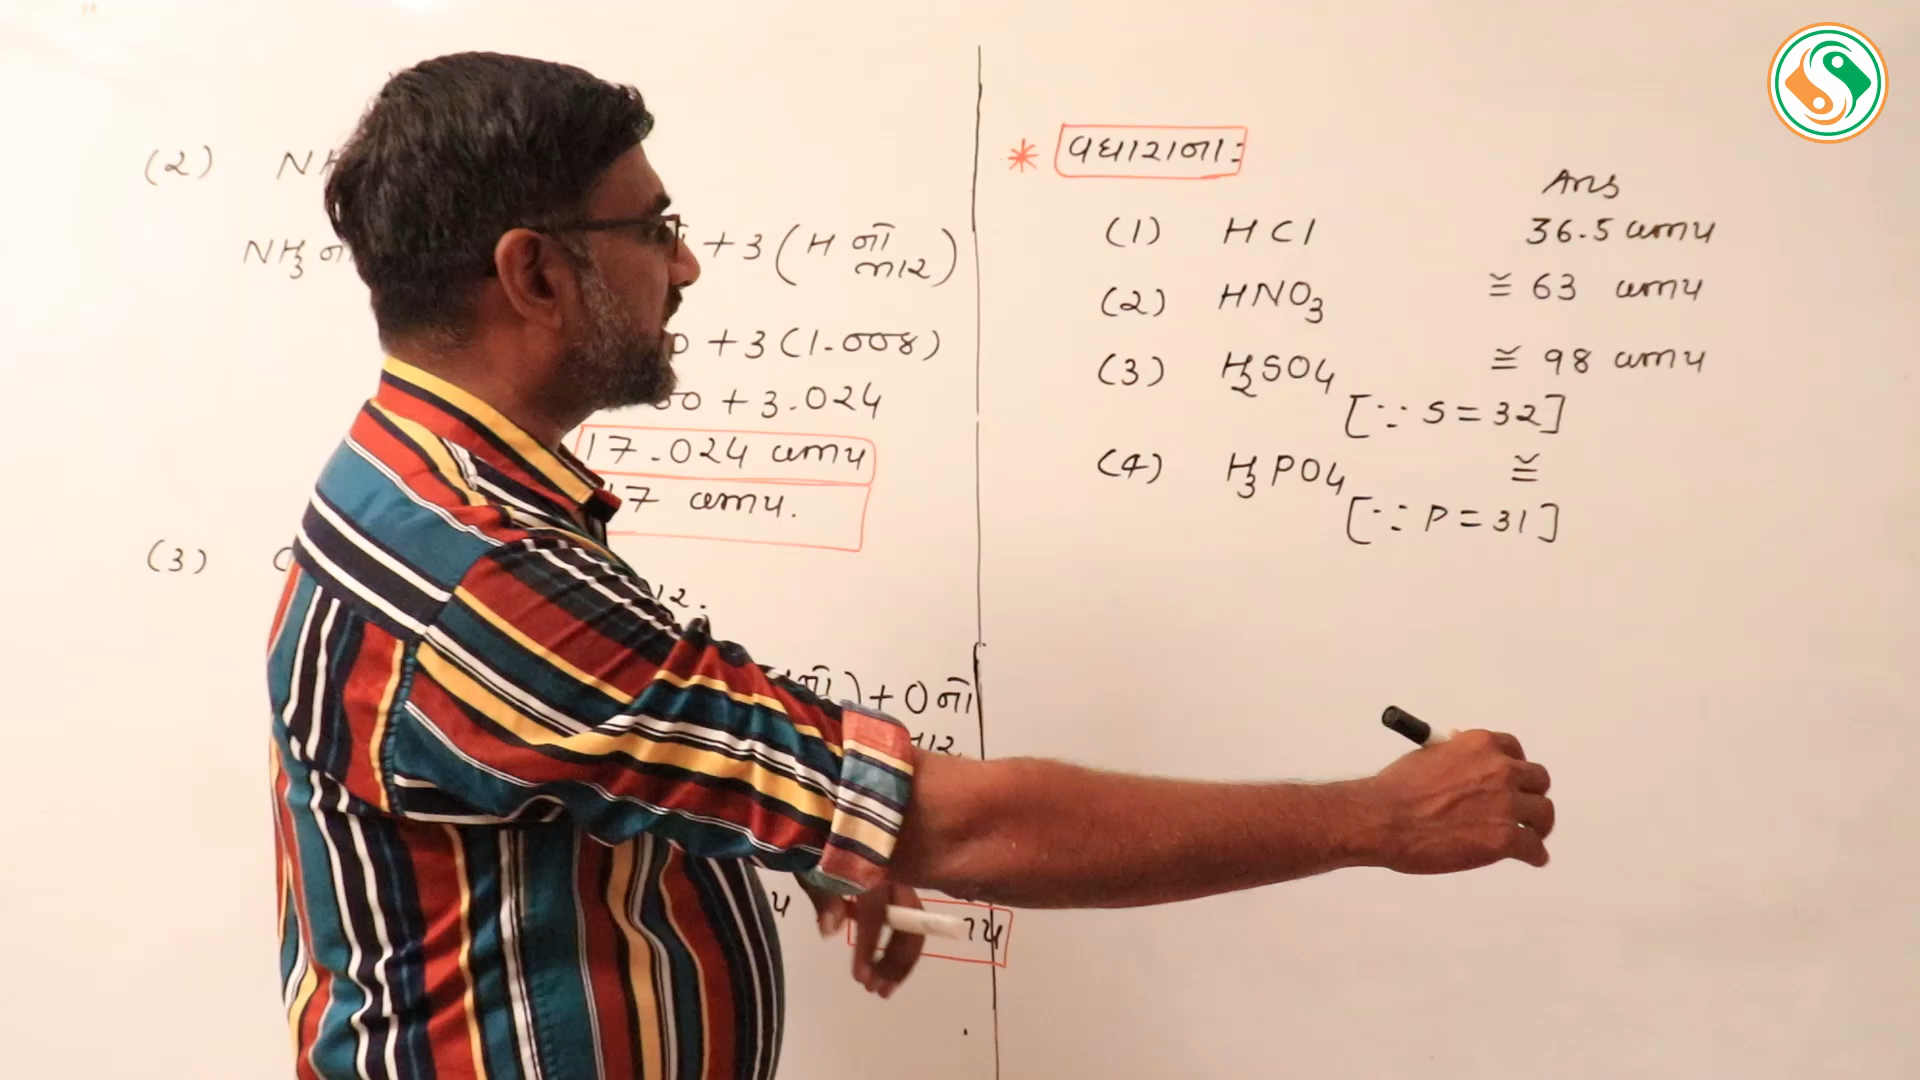 (2) NH
NH3 ના + 3 (H નો ભાર)
+ 3 (1.008)
+ 3.024
17.024 amu
17 amu.
(3)
+ O નો
* વધારાના:
Ans
(1) HCl 36.5 amu
(2) HNO3 ≅ 63 amu
(3) H2SO4 ≅ 98 amu
[∵ S = 32]
(4) H3PO4 ≅
[∵ P = 31]